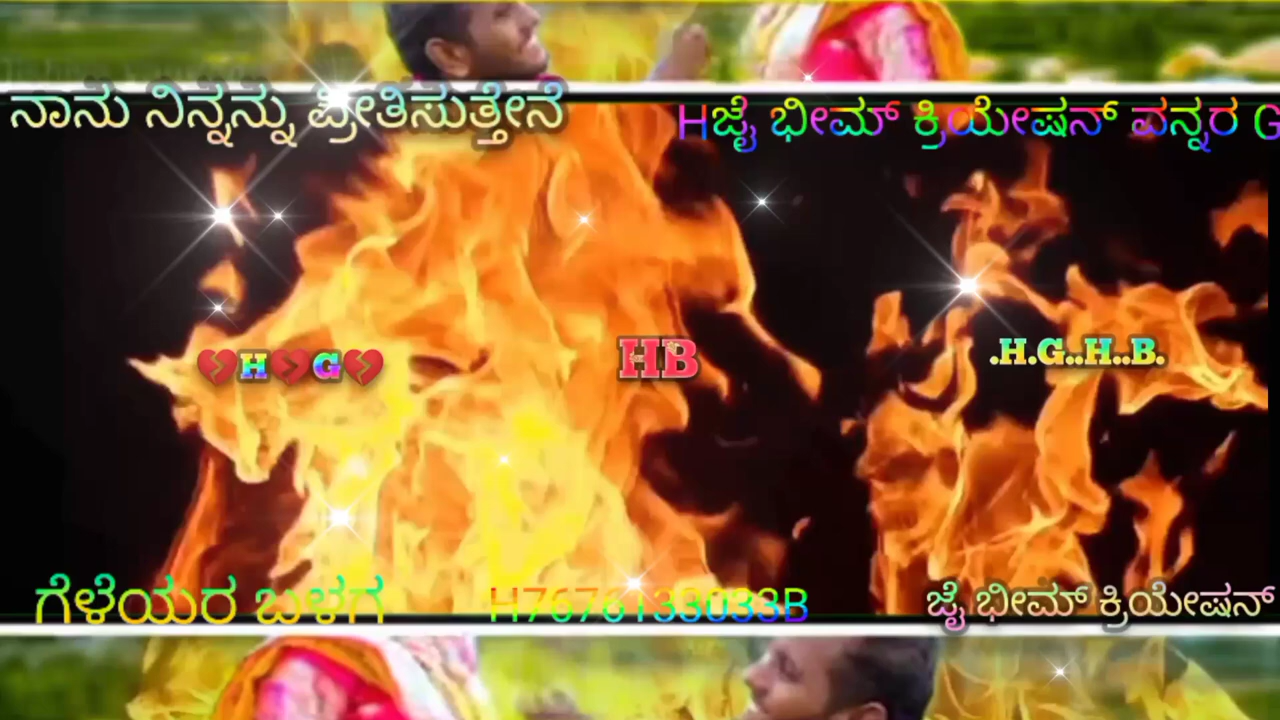 ನಾನು ನಿನ್ನನ್ನು ಪ್ರೀತಿಸುತ್ತೇನೆ
Hಜೈ ಭೀಮ್ ಕ್ರಿಯೇಷನ್ ವನ್ನರ G
💔H💔G💔
HB
.H.G..H..B.
ಗೆಳೆಯರ ಬಳಗ
H7676133033B
ಜೈ ಭೀಮ್ ಕ್ರಿಯೇಷನ್